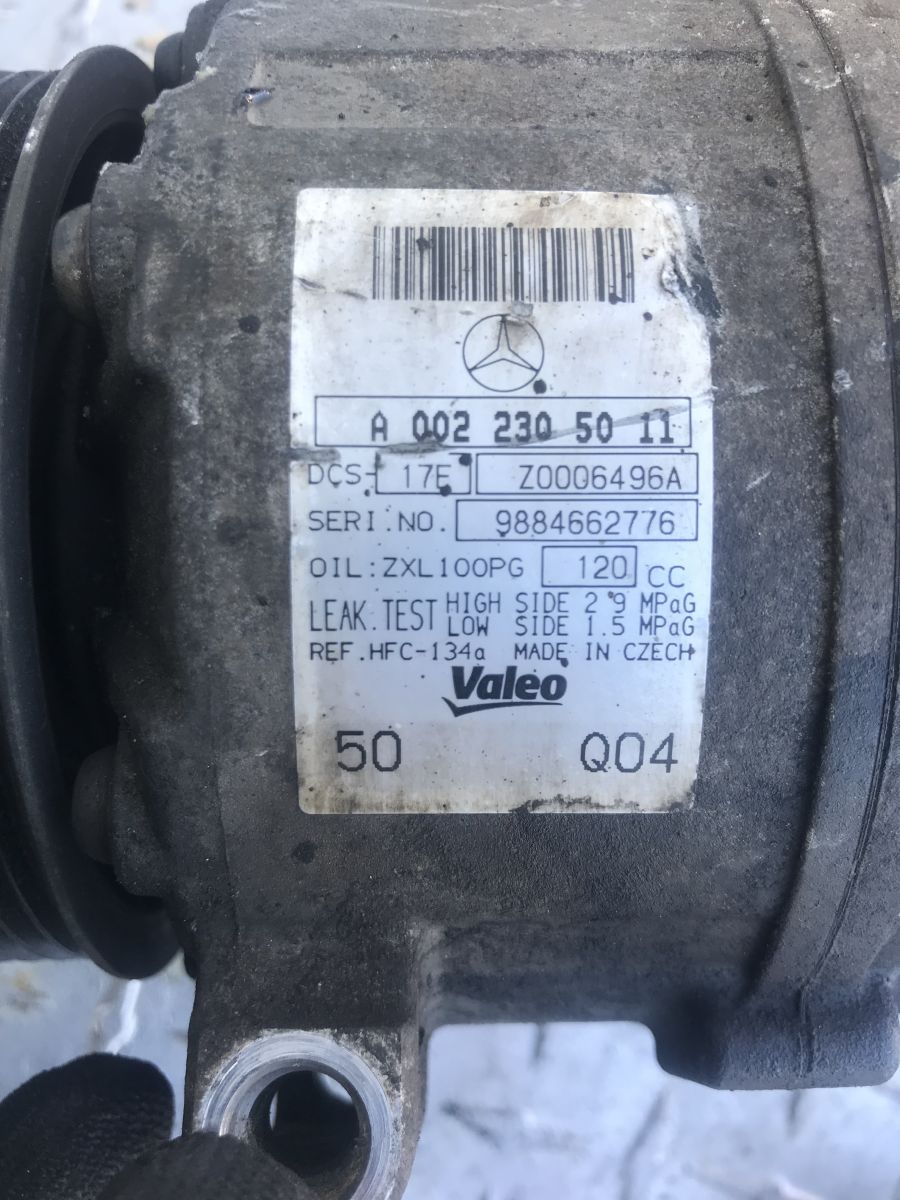 A 002 230 50 11
DCS- 17E Z0006496A
SERI.NO. 9884662776
OIL:ZXL100PG 120 CC
LEAK.TEST HIGH SIDE 2.9 MPaG
LOW SIDE 1.5 MPaG
REF.HFC-134a MADE IN CZECH
Valeo
50 Q04